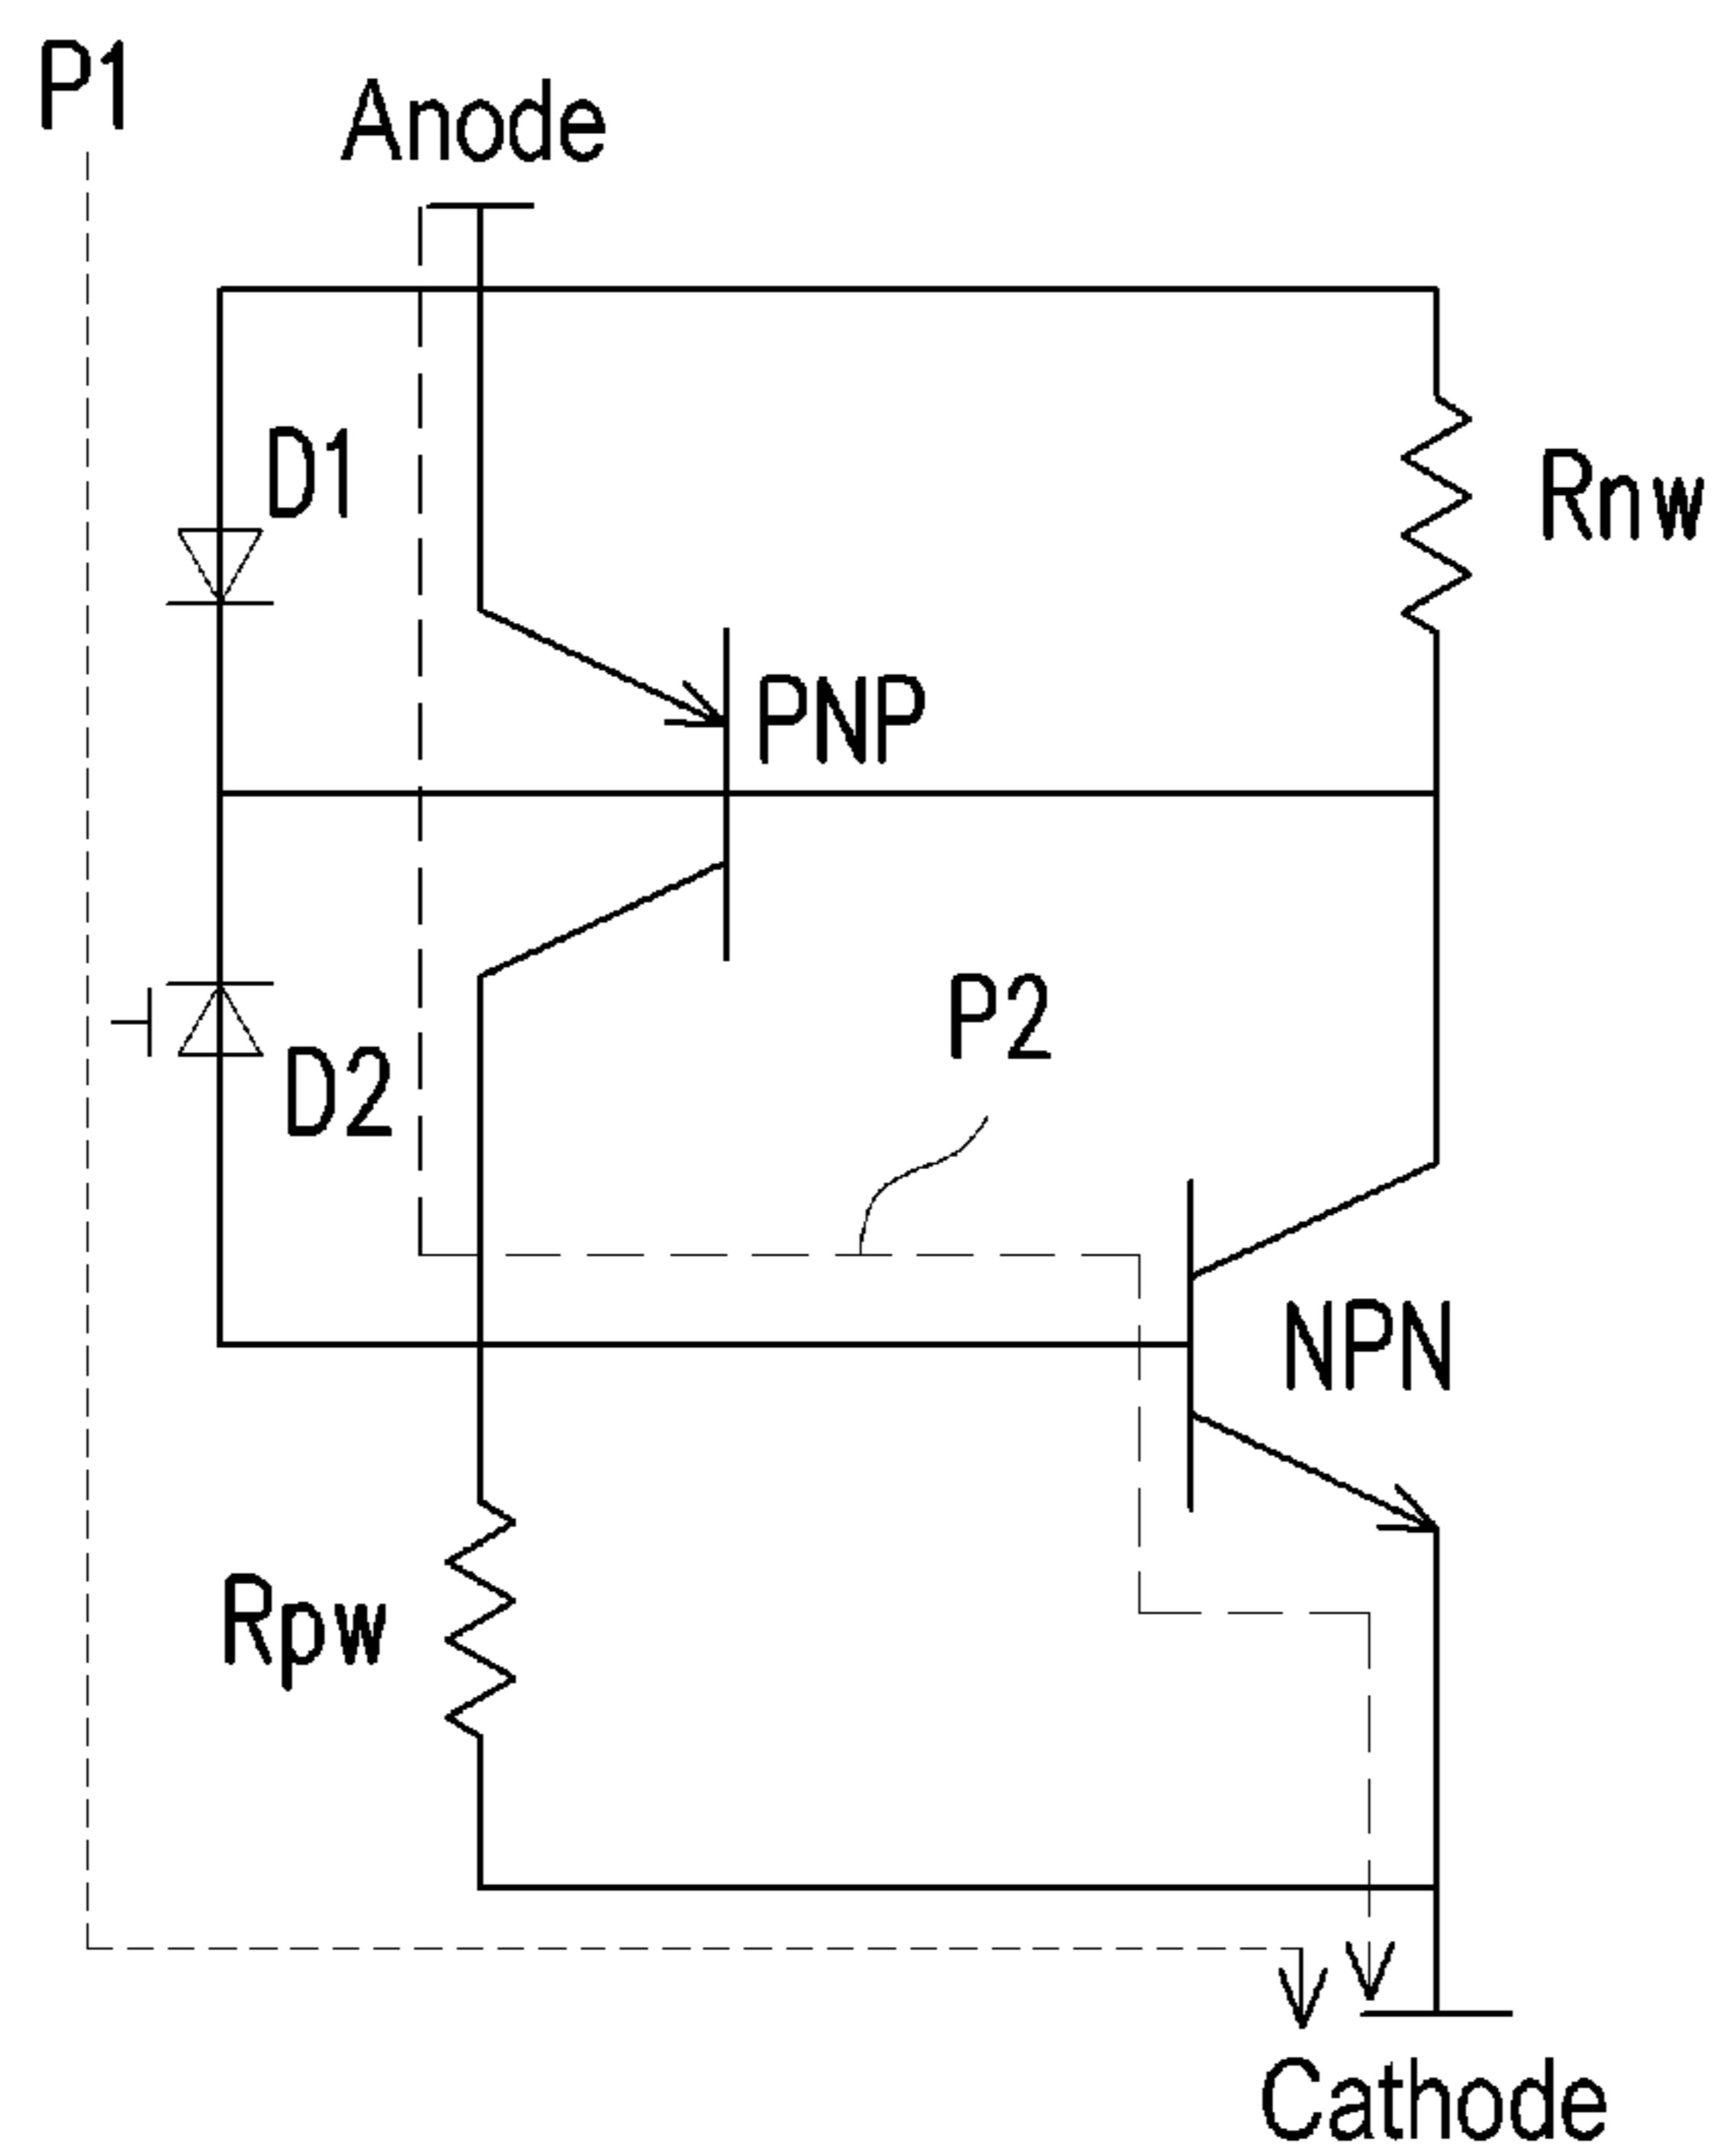 P1
Anode
D1
Rnw
PNP
P2
D2
NPN
Rpw
Cathode